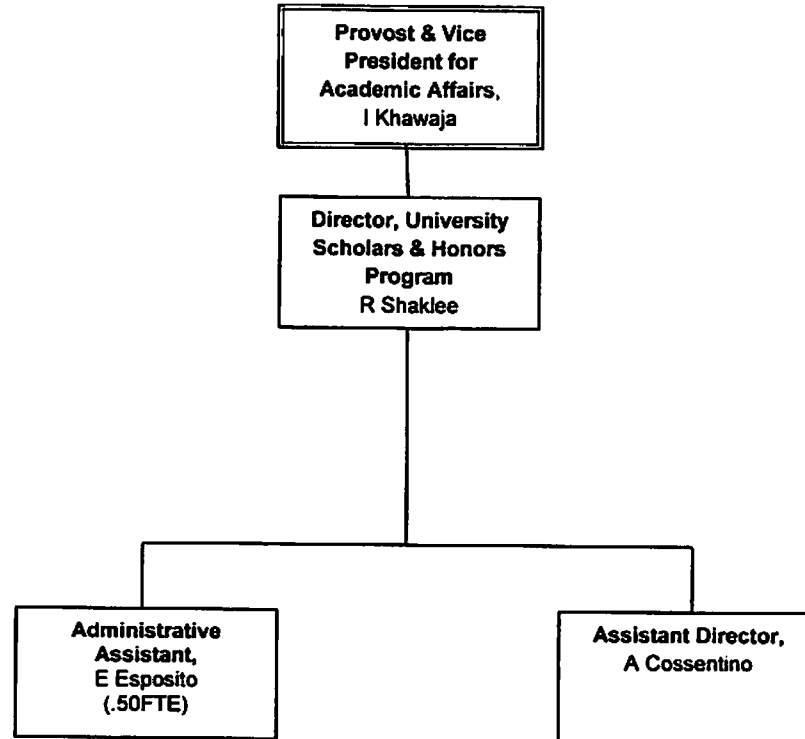 Provost & Vice
President for
Academic Affairs,
I Khawaja
Director, University
Scholars & Honors
Program
R Shaklee
Administrative
Assistant,
E Esposito
(.50FTE)
Assistant Director,
A Cossentino